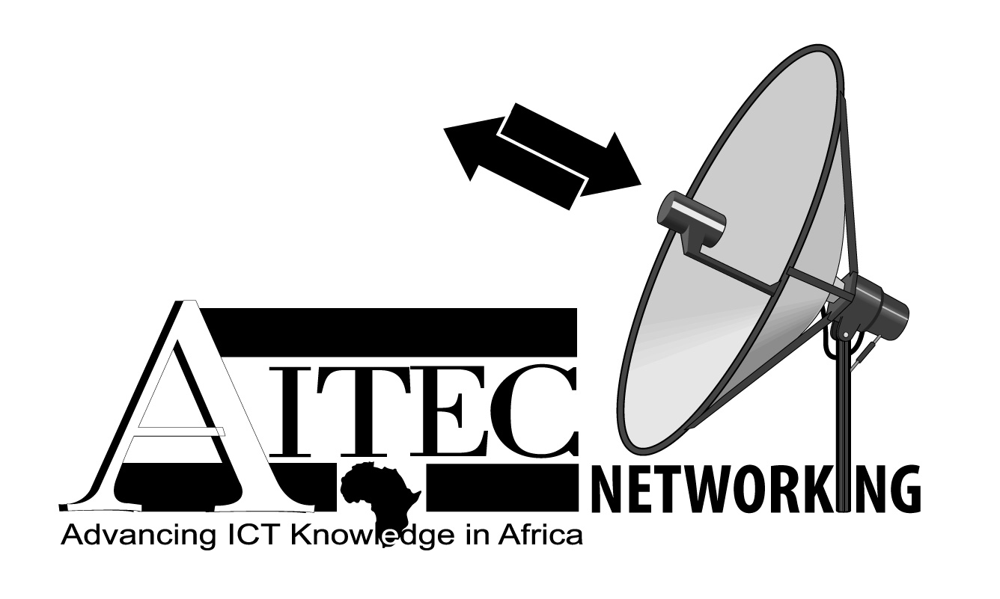 AITEC
NETWORKING
Advancing ICT Knowledge in Africa